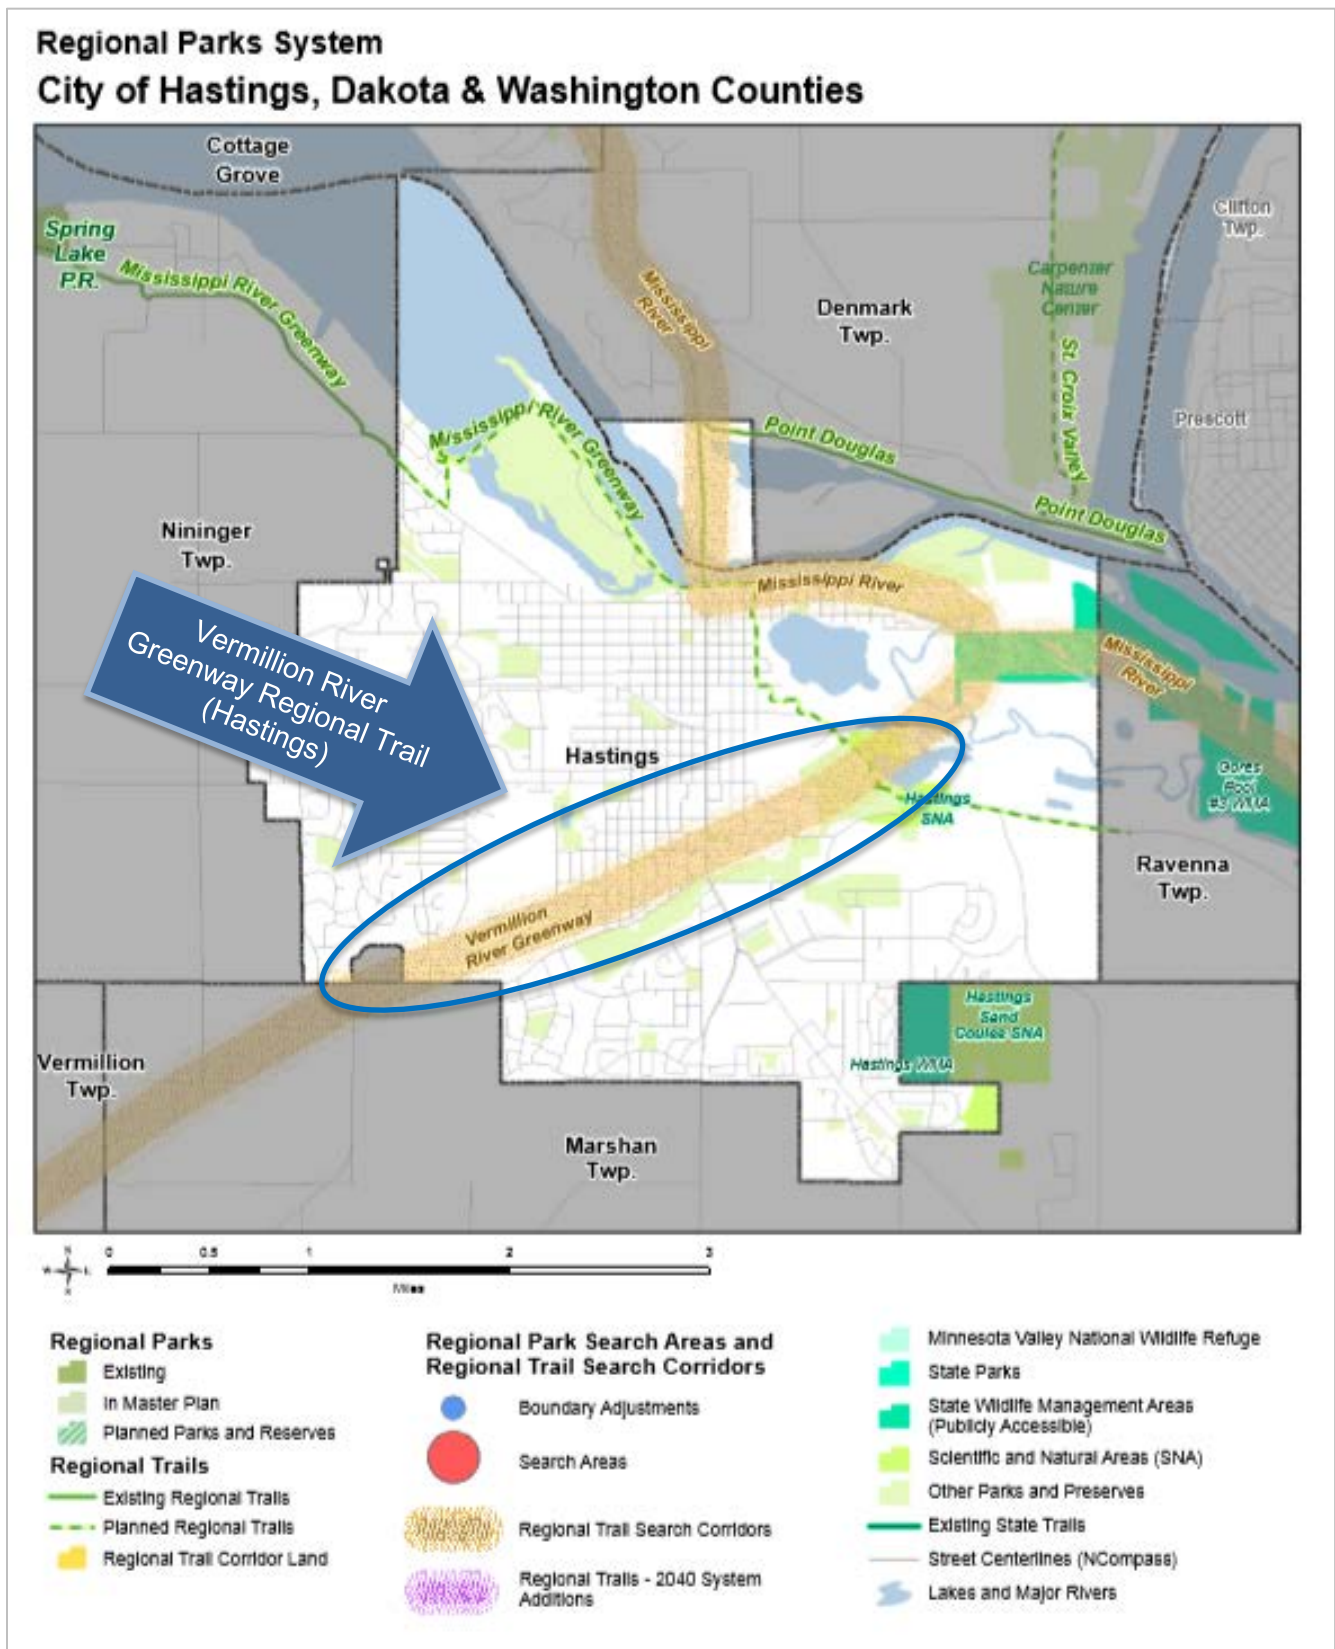 Regional Parks System
City of Hastings, Dakota & Washington Counties
Cottage
Grove
Spring
Lake
P.R.
Mississippi River Greenway
Mississippi
River
Denmark
Twp.
Carpenter
Nature
Center
Clifton
Twp.
St. Croix Valley
Prescott
Mississippi River Greenway
Point Douglas
Point Douglas
Nininger
Twp.
Mississippi River
Mississippi
River
Vermillion River
Greenway Regional Trail
(Hastings)
Hastings
Gores
Pool
#3 WMA
Hastings
SNA
Ravenna
Twp.
Vermillion
River Greenway
Hastings
Sand
Coulee SNA
Hastings WMA
Vermillion
Twp.
Marshan
Twp.
N
W E
S
0 0.5 1 2 3
Miles
Regional Parks
Existing
In Master Plan
Planned Parks and Reserves
Regional Trails
Existing Regional Trails
Planned Regional Trails
Regional Trail Corridor Land
Regional Park Search Areas and
Regional Trail Search Corridors
Boundary Adjustments
Search Areas
Regional Trail Search Corridors
Regional Trails - 2040 System
Additions
Minnesota Valley National Wildlife Refuge
State Parks
State Wildlife Management Areas
(Publicly Accessible)
Scientific and Natural Areas (SNA)
Other Parks and Preserves
Existing State Trails
Street Centerlines (NCompass)
Lakes and Major Rivers